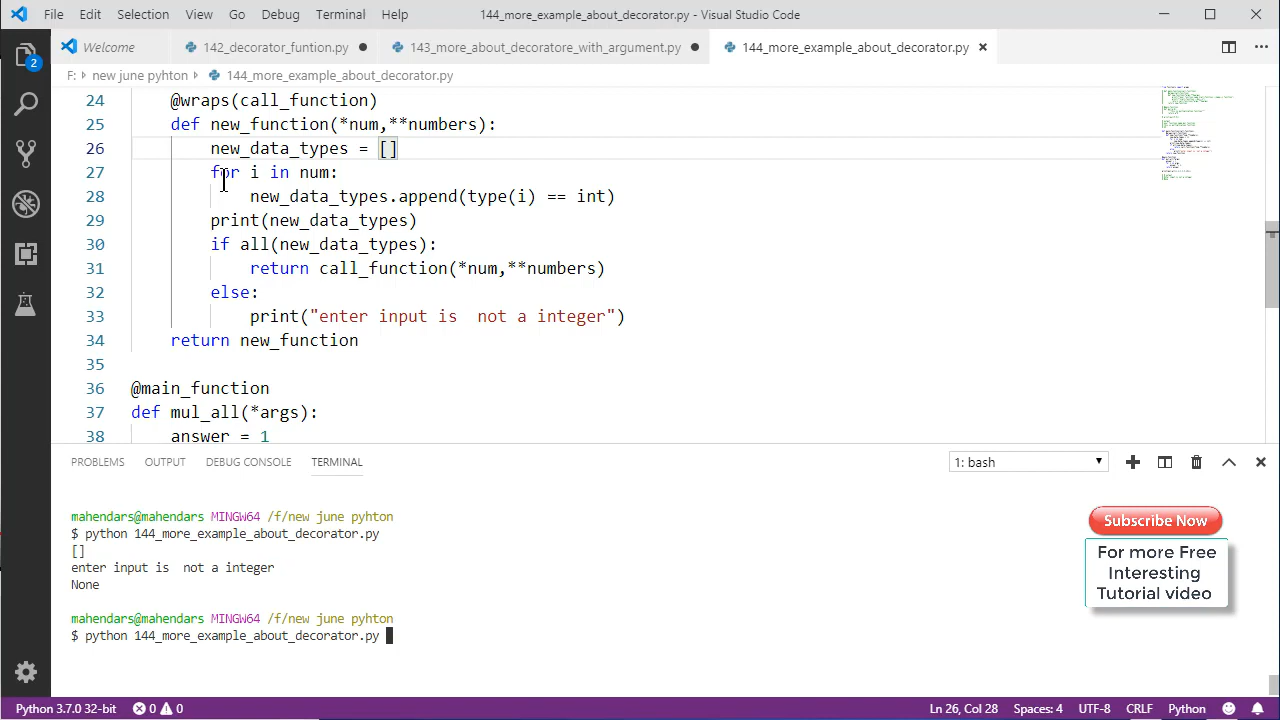 File Edit Selection View Go Debug Terminal Help 144_more_example_about_decorator.py - Visual Studio Code
Welcome 142_decorator_funtion.py 143_more_about_decoratore_with_argument.py 144_more_example_about_decorator.py
2
F: new june pyhton 144_more_example_about_decorator.py
24 @wraps(call_function)
25 def new_function(*num,**numbers):
26 new_data_types = []
27 for i in num:
28 new_data_types.append(type(i) == int)
29 print(new_data_types)
30 if all(new_data_types):
31 return call_function(*num,**numbers)
32 else:
33 print("enter input is  not a integer")
34 return new_function
35
36 @main_function
37 def mul_all(*args):
38 answer = 1
PROBLEMS OUTPUT DEBUG CONSOLE TERMINAL 1: bash
mahendars@mahendars MINGW64 /f/new june pyhton
$ python 144_more_example_about_decorator.py
[]
enter input is  not a integer
None
mahendars@mahendars MINGW64 /f/new june pyhton
$ python 144_more_example_about_decorator.py
Subscribe Now
For more Free
Interesting
Tutorial video
Python 3.7.0 32-bit 0 0 Ln 26, Col 28 Spaces: 4 UTF-8 CRLF Python